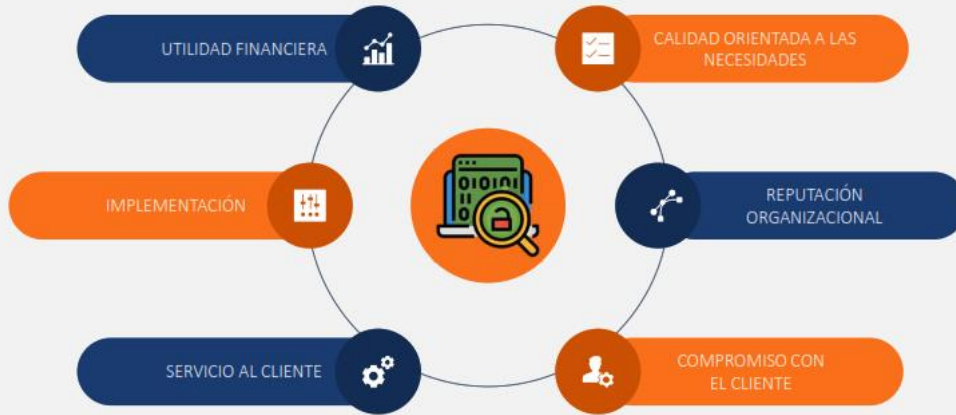 UTILIDAD FINANCIERA
CALIDAD ORIENTADA A LAS
NECESIDADES
IMPLEMENTACIÓN
REPUTACIÓN
ORGANIZACIONAL
SERVICIO AL CLIENTE
COMPROMISO CON
EL CLIENTE